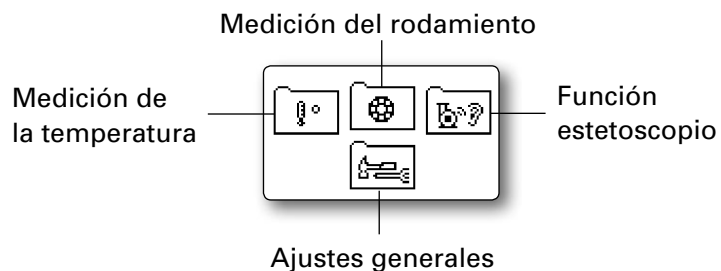 Medición del rodamiento
Medición de
la temperatura
Función
estetoscopio
Ajustes generales